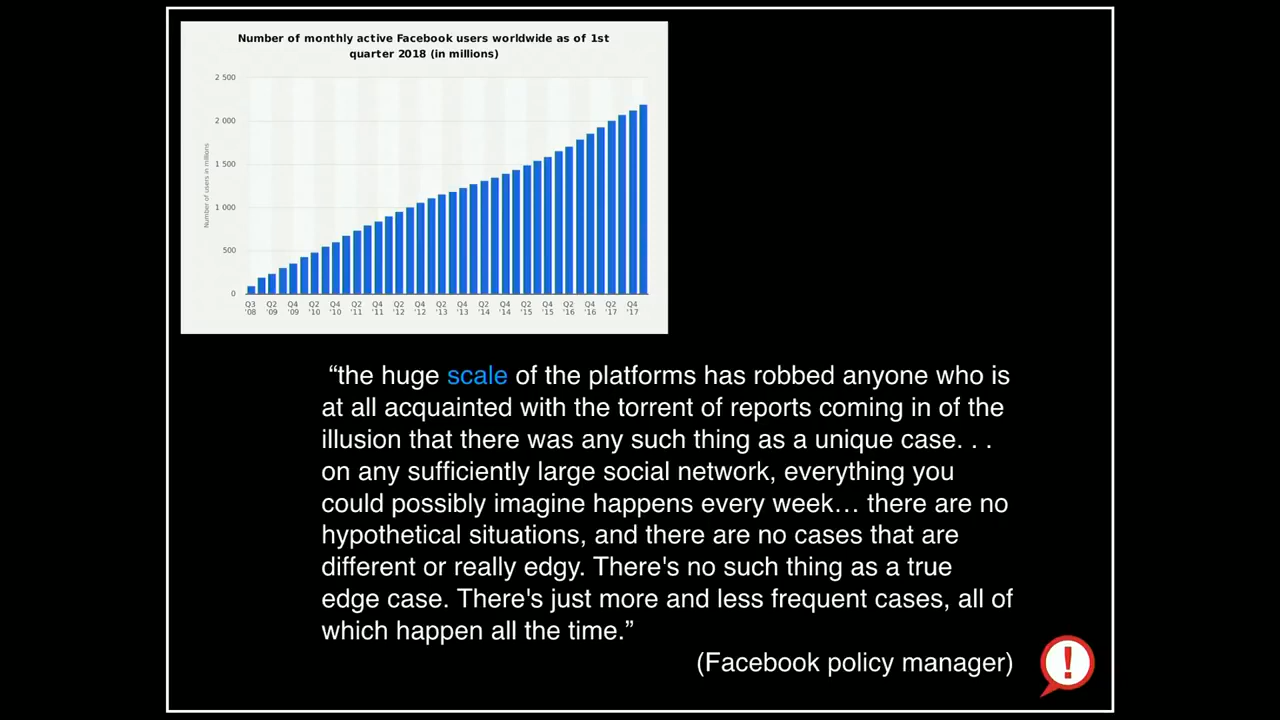 Number of monthly active Facebook users worldwide as of 1st
quarter 2018 (in millions)
Number of users in millions
2 500
2 000
1 500
1 000
500
0
Q3 Q2 Q4 Q2 Q4 Q2 Q4 Q2 Q4 Q2 Q4 Q2 Q4 Q2 Q4 Q2 Q4 Q2 Q4
'08 '09 '09 '10 '10 '11 '11 '12 '12 '13 '13 '14 '14 '15 '15 '16 '16 '17 '17
“the huge scale of the platforms has robbed anyone who is
at all acquainted with the torrent of reports coming in of the
illusion that there was any such thing as a unique case. . .
on any sufficiently large social network, everything you
could possibly imagine happens every week… there are no
hypothetical situations, and there are no cases that are
different or really edgy. There's no such thing as a true
edge case. There's just more and less frequent cases, all of
which happen all the time.”
(Facebook policy manager)
!